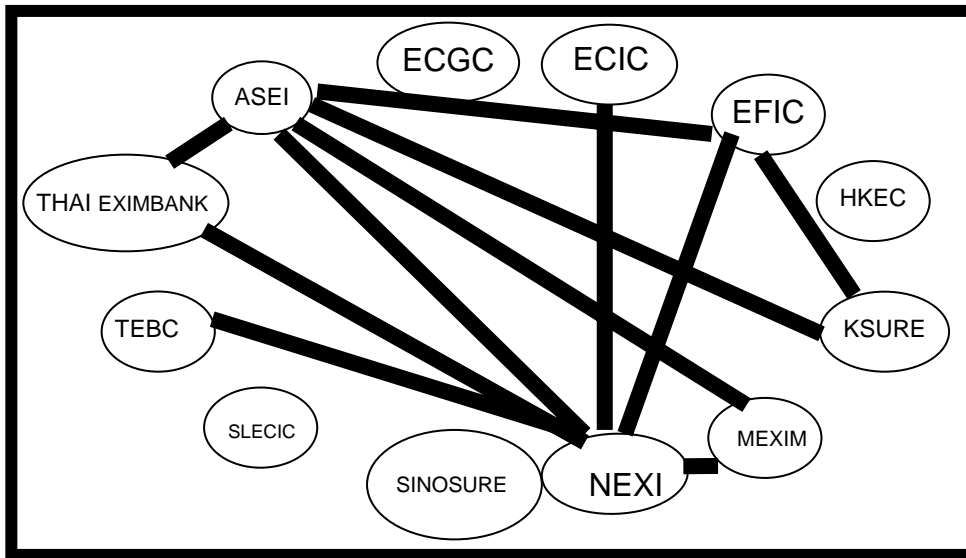 ECGC
ECIC
ASEI
EFIC
THAI EXIMBANK
HKEC
TEBC
KSURE
SLECIC
MEXIM
SINOSURE
NEXI